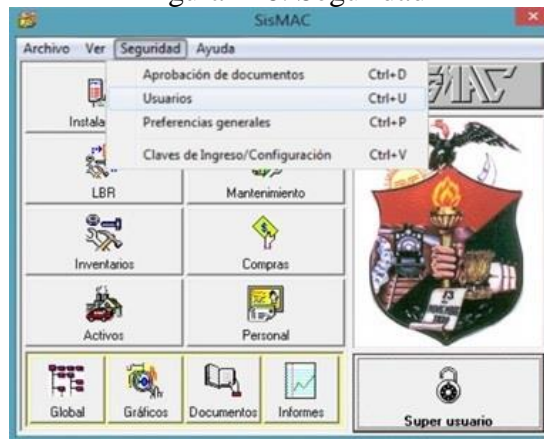 SisMAC
Archivo Ver Seguridad Ayuda
Aprobación de documentos Ctrl+D
Usuarios Ctrl+U
Preferencias generales Ctrl+P
Claves de Ingreso/Configuración Ctrl+V
Instala
LBR
Mantenimiento
Inventarios
Compras
Activos
Personal
Global
Gráficos
Documentos
Informes
Super usuario